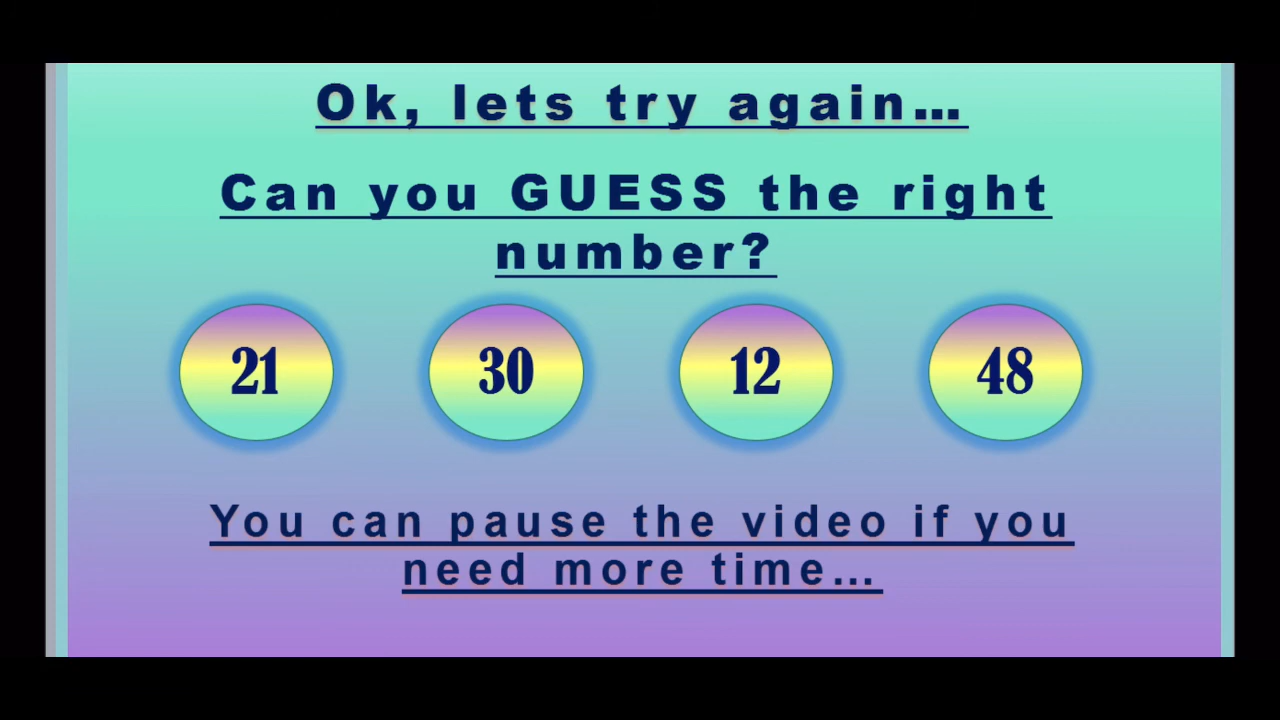 Ok, lets try again...
Can you GUESS the right
number?
21 30 12 48
You can pause the video if you
need more time...